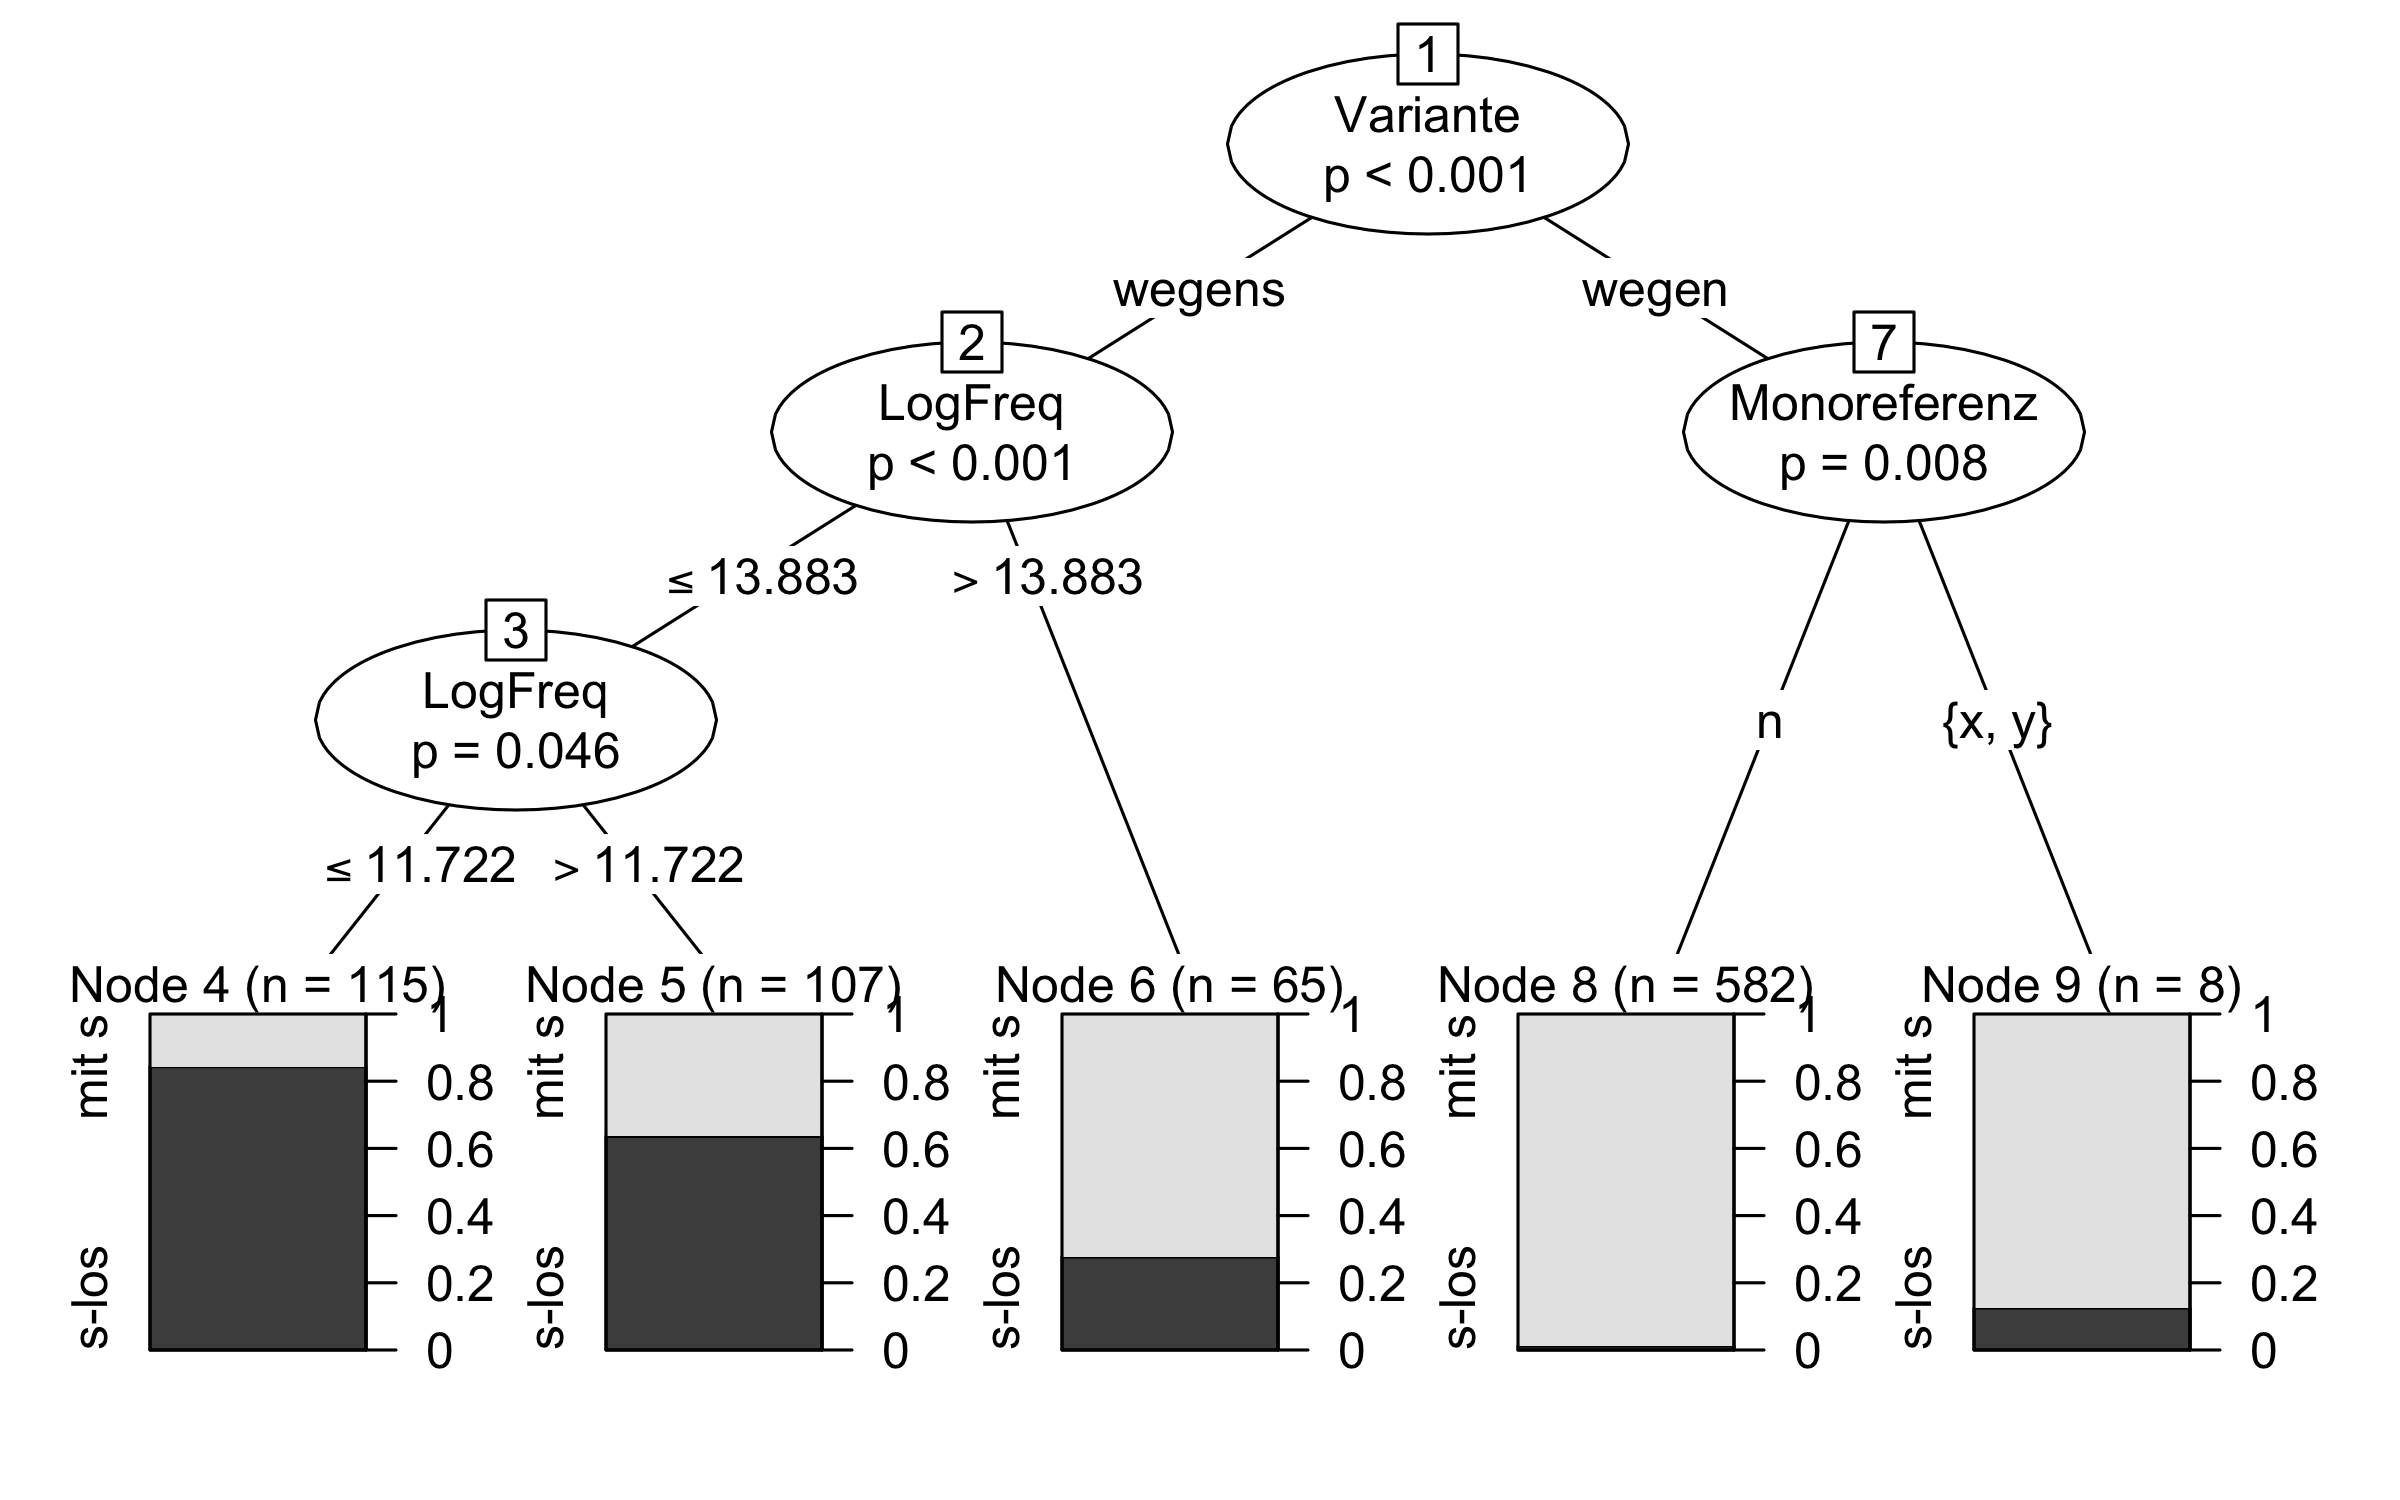 1
Variante
p < 0.001
wegens
wegen
2
LogFreq
p < 0.001
7
Monoreferenz
p = 0.008
≤ 13.883
> 13.883
3
LogFreq
p = 0.046
n
{x, y}
≤ 11.722
> 11.722
Node 4 (n = 115)
mit s
s-los
1
0.8
0.6
0.4
0.2
0
Node 5 (n = 107)
mit s
s-los
1
0.8
0.6
0.4
0.2
0
Node 6 (n = 65)
mit s
s-los
1
0.8
0.6
0.4
0.2
0
Node 8 (n = 582)
mit s
s-los
1
0.8
0.6
0.4
0.2
0
Node 9 (n = 8)
mit s
s-los
1
0.8
0.6
0.4
0.2
0